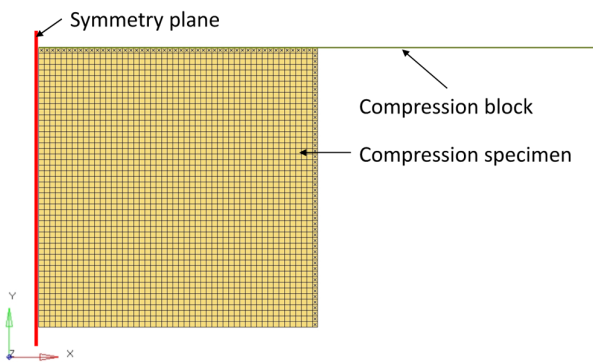 Symmetry plane
Compression block
Compression specimen
Y
Z
X